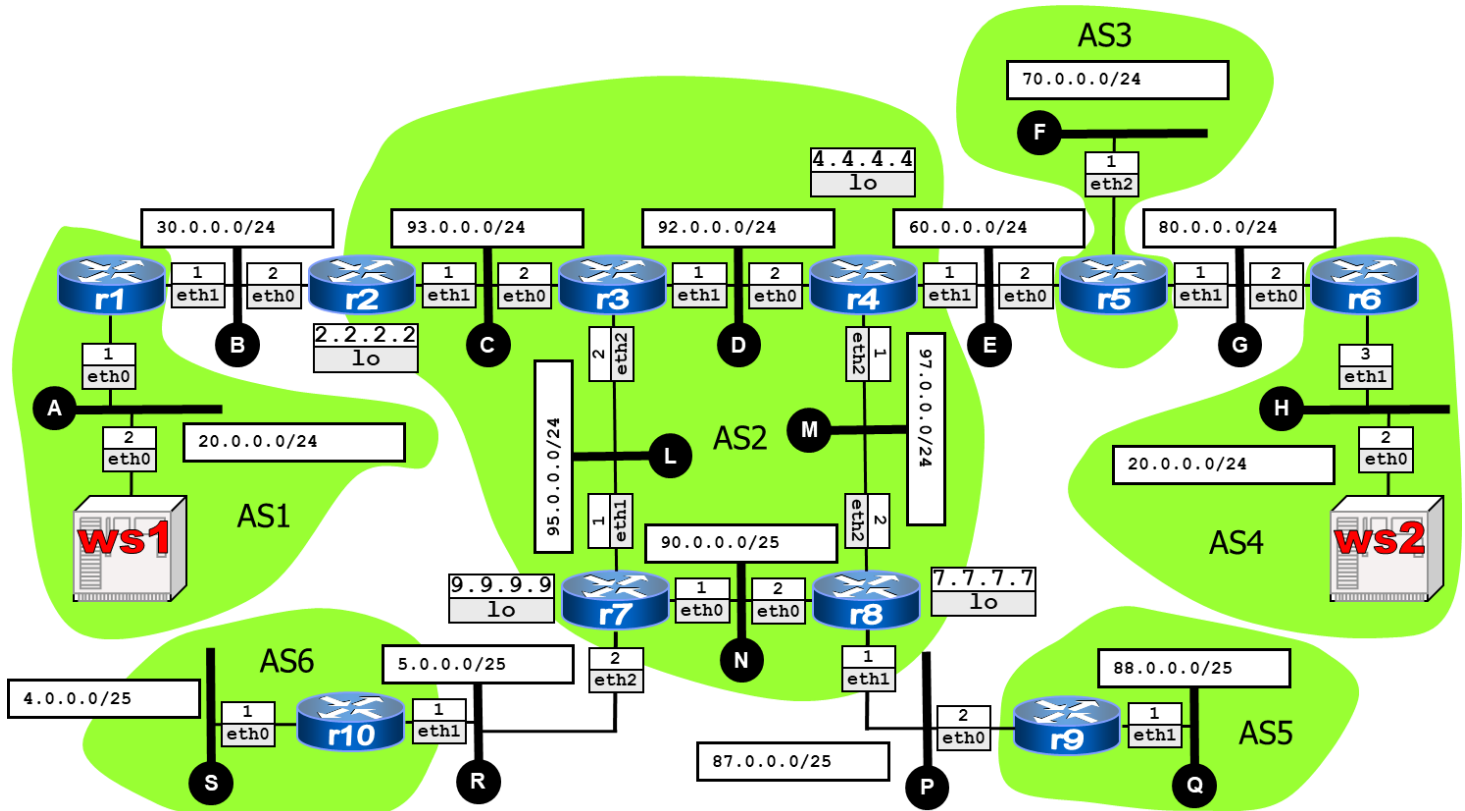 AS3
70.0.0.0/24
F
1
eth2
4.4.4.4
lo
30.0.0.0/24
93.0.0.0/24
92.0.0.0/24
60.0.0.0/24
80.0.0.0/24
r1
1
eth1
2
eth0
r2
1
eth1
2
eth0
r3
1
eth1
2
eth0
r4
1
eth1
2
eth0
r5
1
eth1
2
eth0
r6
B
2.2.2.2
lo
C
D
E
G
1
eth0
2
eth2
1
eth2
3
eth1
A
20.0.0.0/24
2
eth0
95.0.0.0/24
L
AS2
M
97.0.0.0/24
H
20.0.0.0/24
2
eth0
ws1
AS1
1
eth1
2
eth2
AS4
ws2
90.0.0.0/25
9.9.9.9
lo
r7
1
eth0
2
eth0
r8
7.7.7.7
lo
N
AS6
5.0.0.0/25
2
eth2
1
eth1
88.0.0.0/25
4.0.0.0/25
1
eth0
r10
1
eth1
2
eth0
r9
1
eth1
AS5
S
R
87.0.0.0/25
P
Q